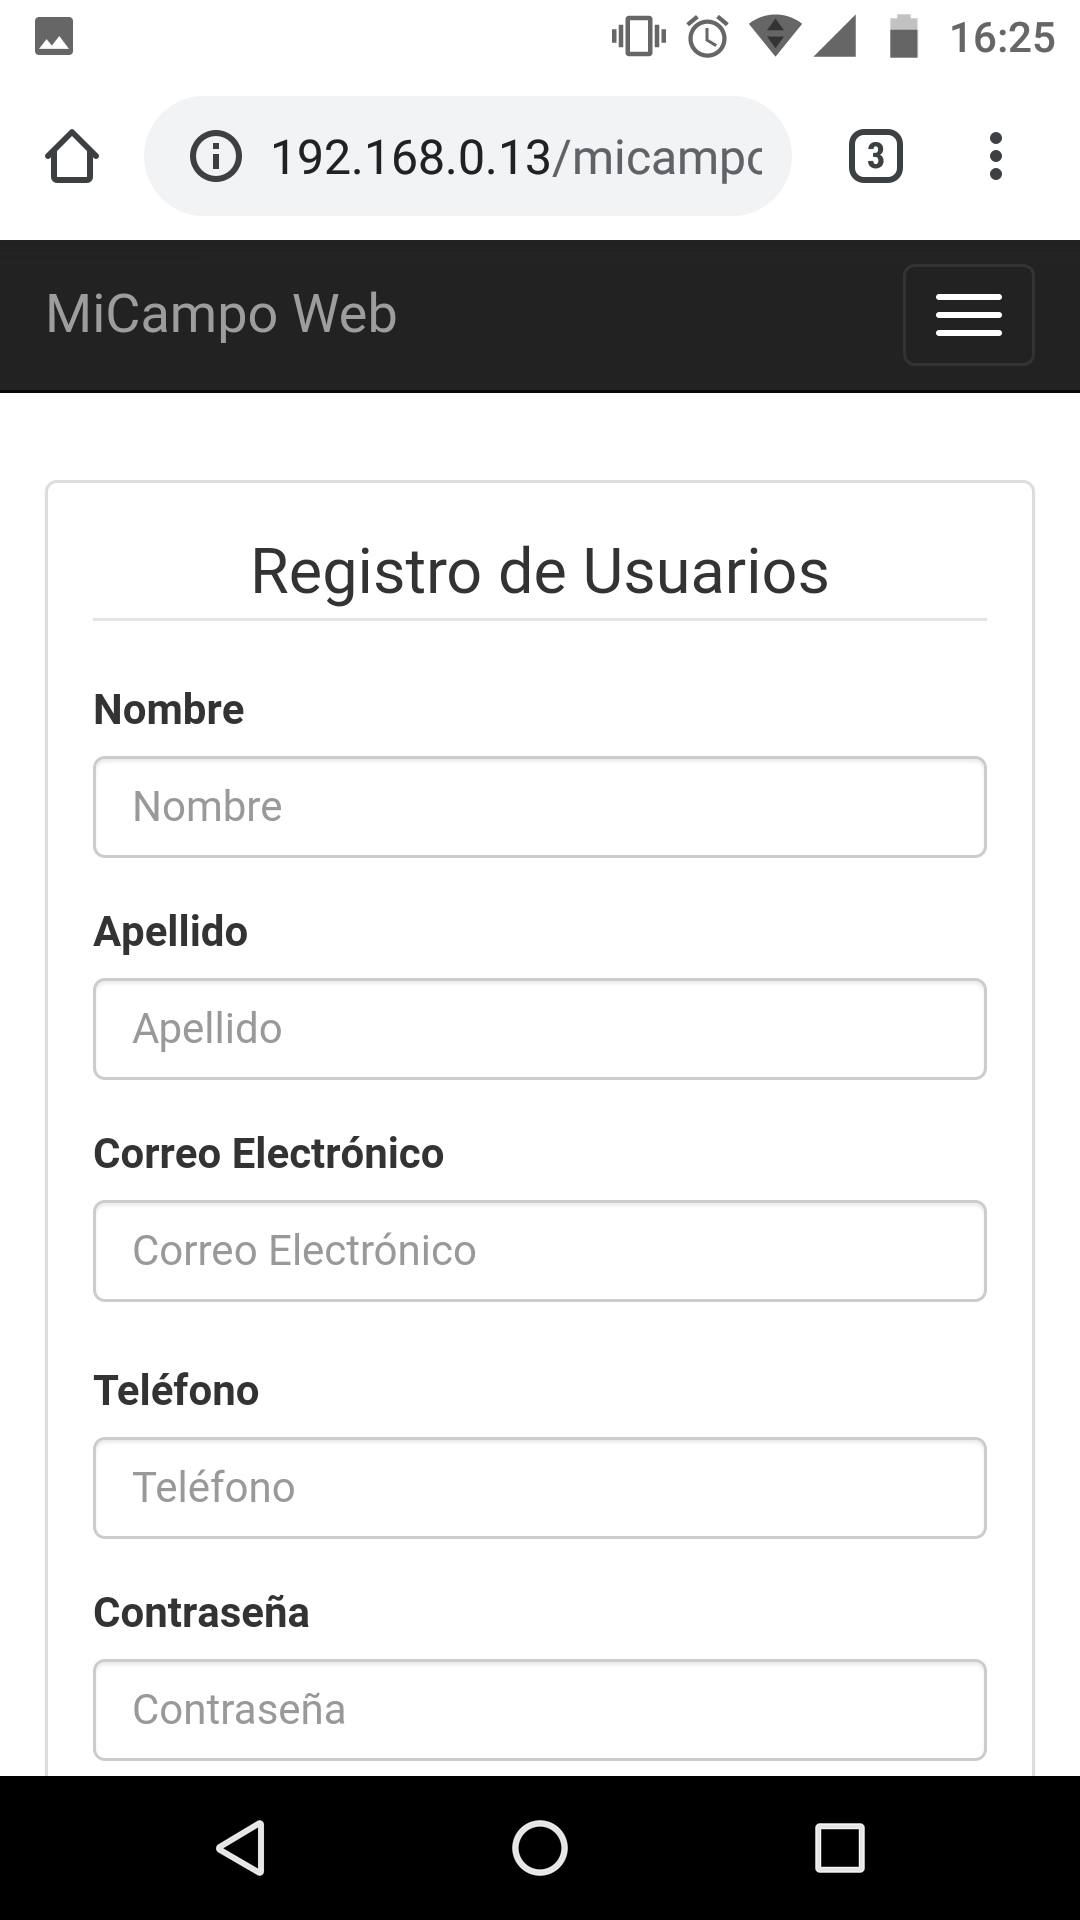 16:25
192.168.0.13/micampo
3
MiCampo Web
Registro de Usuarios
Nombre
Nombre
Apellido
Apellido
Correo Electrónico
Correo Electrónico
Teléfono
Teléfono
Contraseña
Contraseña